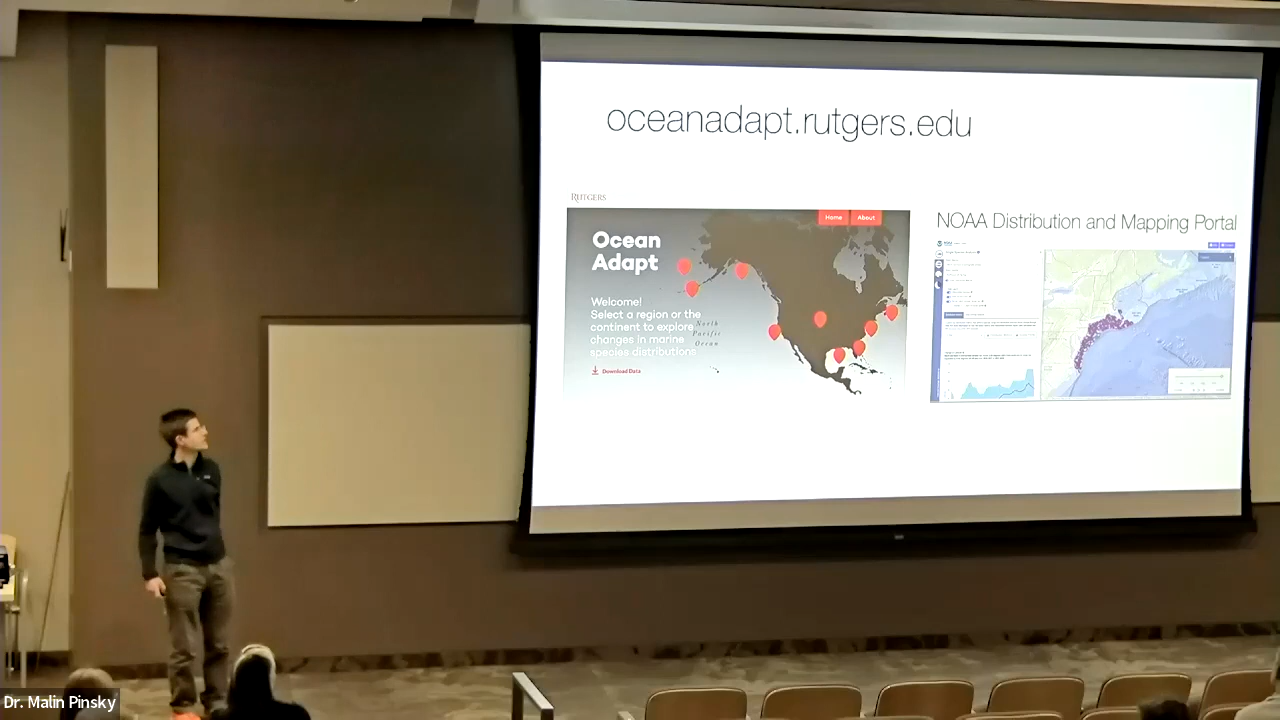 oceanadapt.rutgers.edu
RUTGERS
Home About
Ocean
Adapt
Welcome!
Select a region or the
continent to explore
changes in marine
species distributions
Download Data
North
Pacific
Ocean
NOAA Distribution and Mapping Portal
Dr. Malin Pinsky